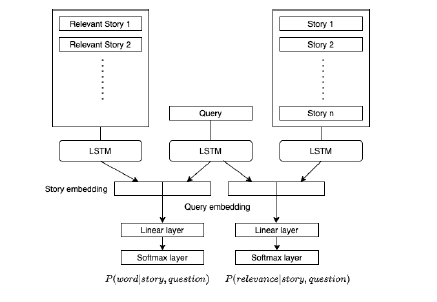 Relevant Story 1
Relevant Story 2
Story 1
Story 2
Story n
Query
LSTM
LSTM
LSTM
Story embedding
Query embedding
Linear layer
Linear layer
Softmax layer
Softmax layer
P(word|story, question)
P(relevance|story, question)